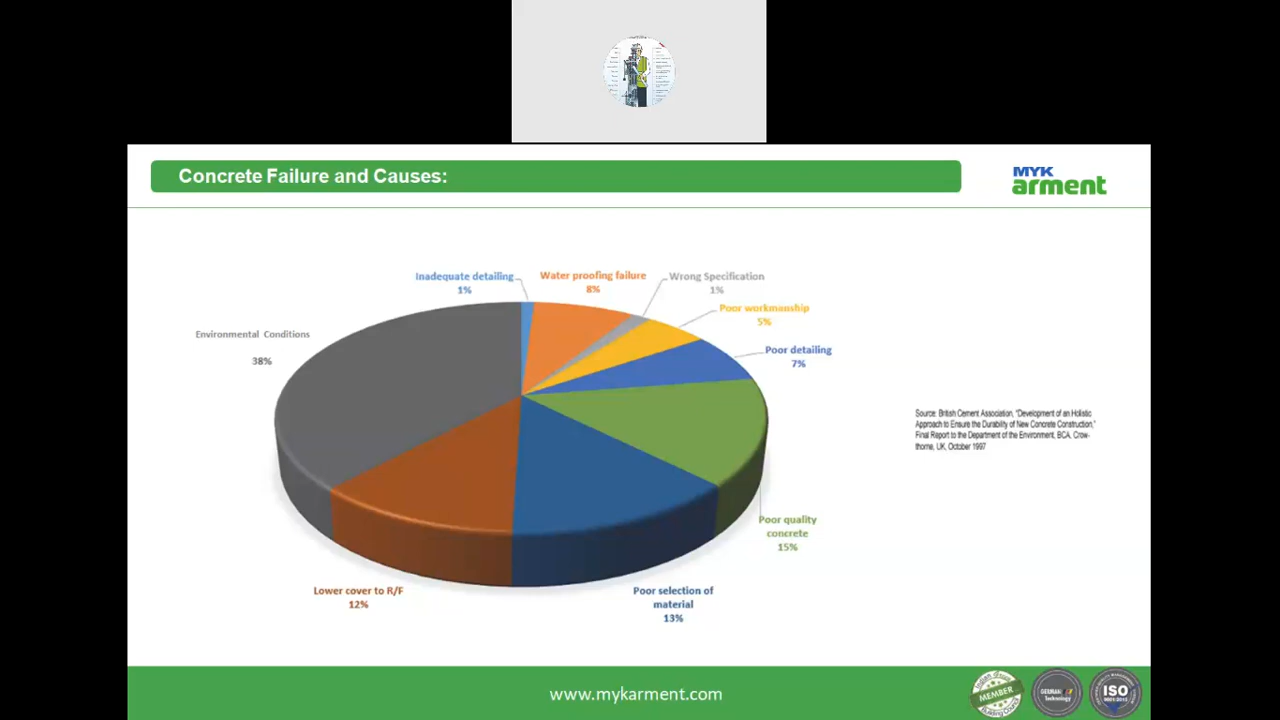 Concrete Failure and Causes:
MYK
arment
Inadequate detailing
1%
Water proofing failure
8%
Wrong Specification
1%
Poor workmanship
5%
Environmental Conditions
38%
Poor detailing
7%
Source: British Cement Association, "Development of an Holistic
Approach to Ensure the Durability of New Concrete Construction,"
Final Report to the Department of the Environment, BCA, Crow-
thorne, UK, October 1997
Poor quality
concrete
15%
Lower cover to R/F
12%
Poor selection of
material
13%
www.mykarment.com
MEMBER
GERMAN
Technology
ISO